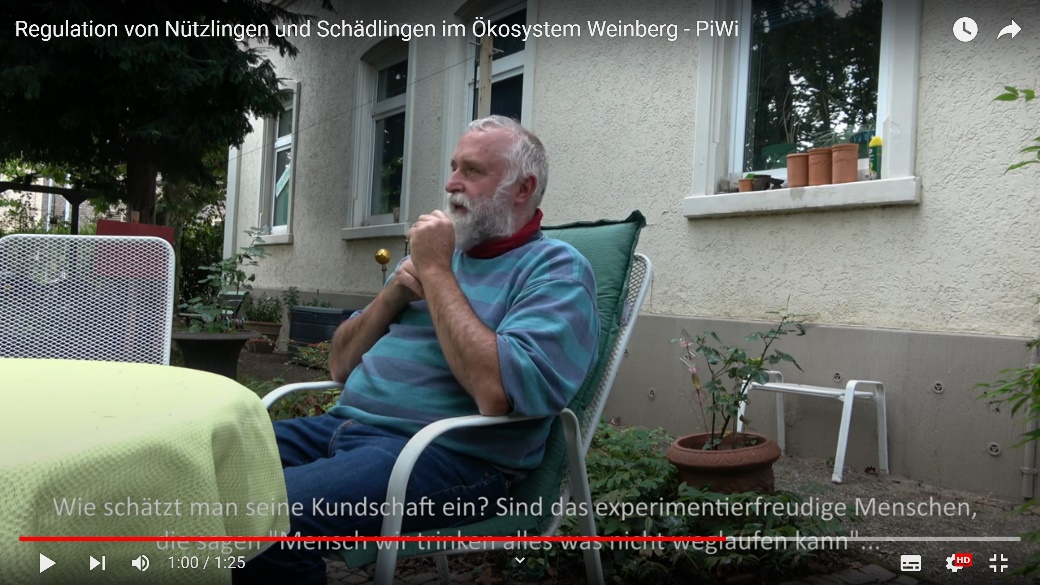 Regulation von Nützlingen und Schädlingen im Ökosystem Weinberg - PiWi
Wie schätzt man seine Kundschaft ein? Sind das experimentierfreudige Menschen,
die sagen "Mensch wir trinken alles was nicht weglaufen kann"...
1:00 / 1:25
HD